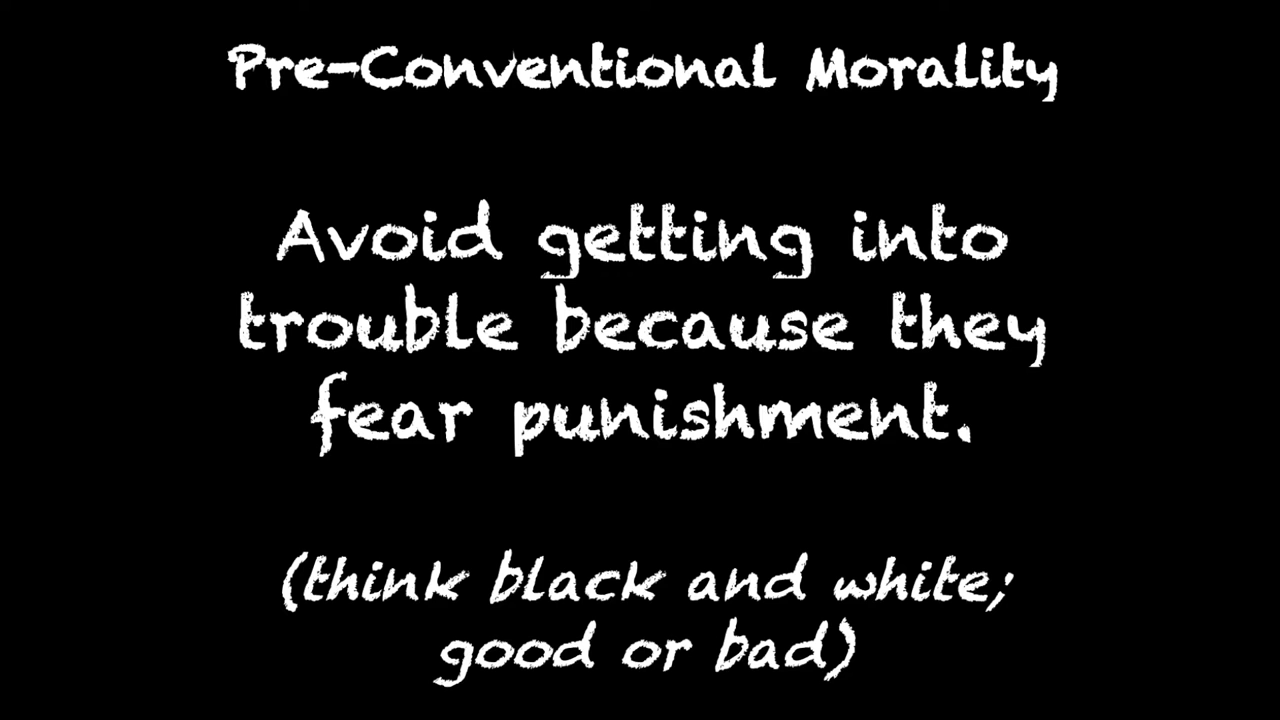 Pre-Conventional Morality
Avoid getting into
trouble because they
fear punishment.
(think black and white;
good or bad)